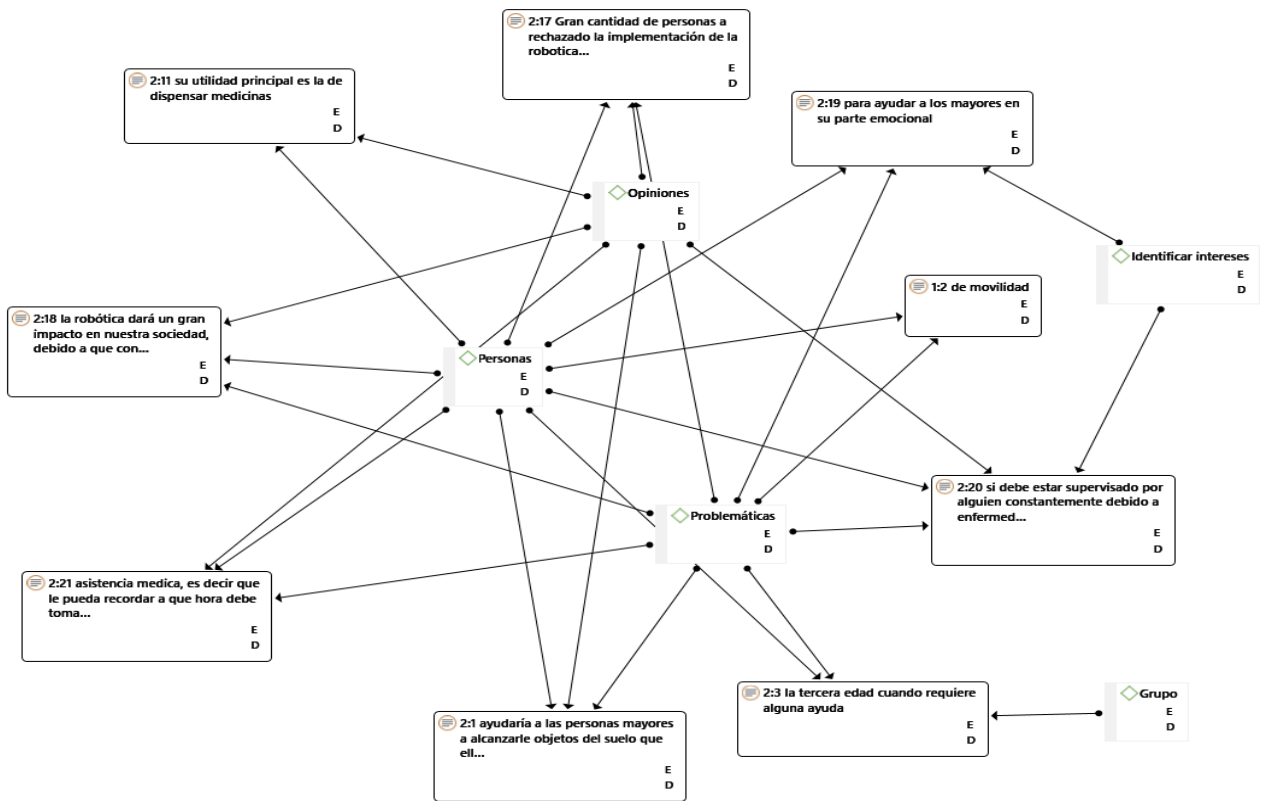 2:17 Gran cantidad de personas a
rechazado la implementación de la
robotica...
E
D
2:11 su utilidad principal es la de
dispensar medicinas
E
D
2:19 para ayudar a los mayores en
su parte emocional
E
D
Opiniones
E
D
Identificar intereses
E
D
1:2 de movilidad
E
D
2:18 la robótica dará un gran
impacto en nuestra sociedad,
debido a que con...
E
D
Personas
E
D
2:20 si debe estar supervisado por
alguien constantemente debido a
enfermed...
E
D
Problemáticas
E
D
2:21 asistencia medica, es decir que
le pueda recordar a que hora debe
toma...
E
D
2:3 la tercera edad cuando requiere
alguna ayuda
E
D
Grupo
E
D
2:1 ayudaría a las personas mayores
a alcanzarle objetos del suelo que
ell...
E
D